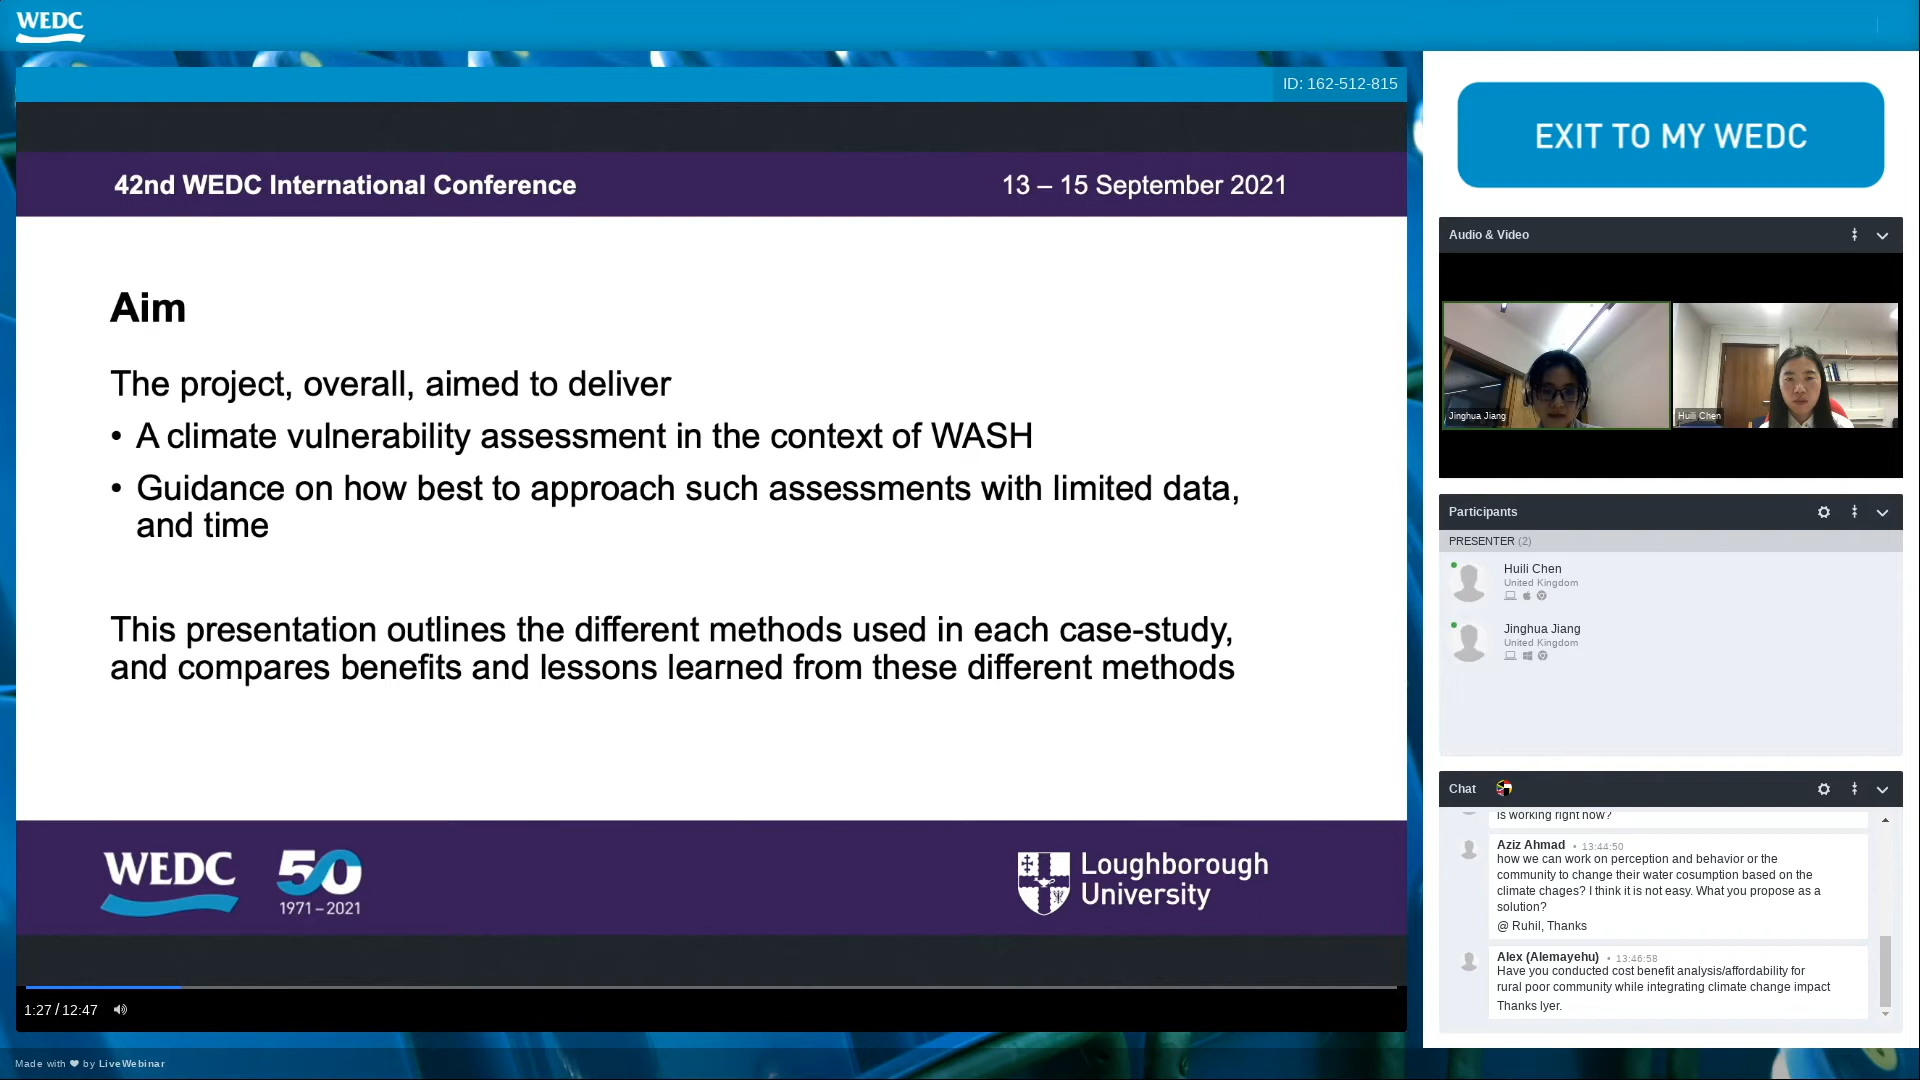 WEDC
ID: 162-512-815
42nd WEDC International Conference
13 – 15 September 2021
Aim
The project, overall, aimed to deliver
• A climate vulnerability assessment in the context of WASH
• Guidance on how best to approach such assessments with limited data,
and time
This presentation outlines the different methods used in each case-study,
and compares benefits and lessons learned from these different methods
WEDC
50
1971 – 2021
Loughborough
University
1:27 / 12:47
Made with ❤ by LiveWebinar
EXIT TO MY WEDC
Audio & Video
Jinghua Jiang
Huili Chen
Participants
PRESENTER (2)
Huili Chen
United Kingdom
Jinghua Jiang
United Kingdom
Chat
is working right now?
Aziz Ahmad • 13:44:50
how we can work on perception and behavior or the
community to change their water cosumption based on the
climate chages? I think it is not easy. What you propose as a
solution?
@ Ruhil, Thanks
Alex (Alemayehu) • 13:46:58
Have you conducted cost benefit analysis/affordability for
rural poor community while integrating climate change impact
Thanks lyer.